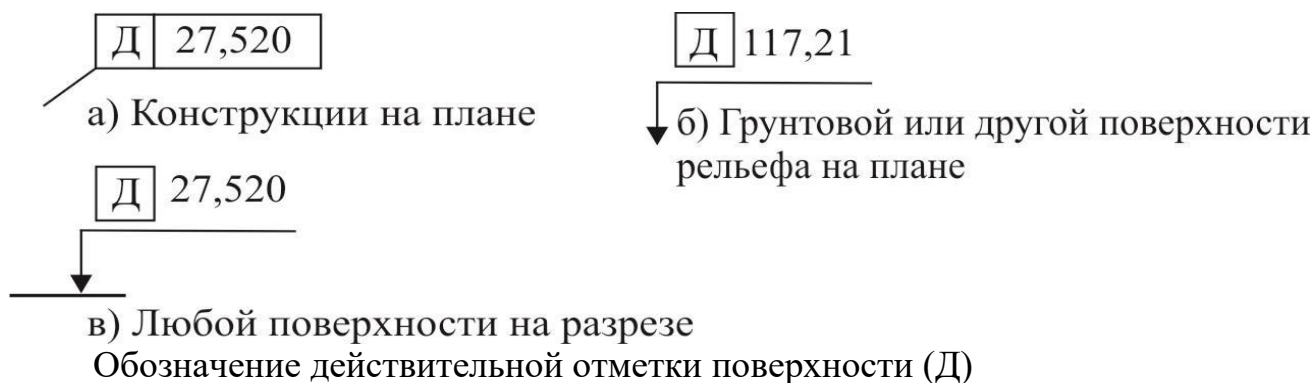 Д 27,520
а) Конструкции на плане
Д 117,21
б) Грунтовой или другой поверхности
рельефа на плане
Д 27,520
в) Любой поверхности на разрезе
Обозначение действительной отметки поверхности (Д)